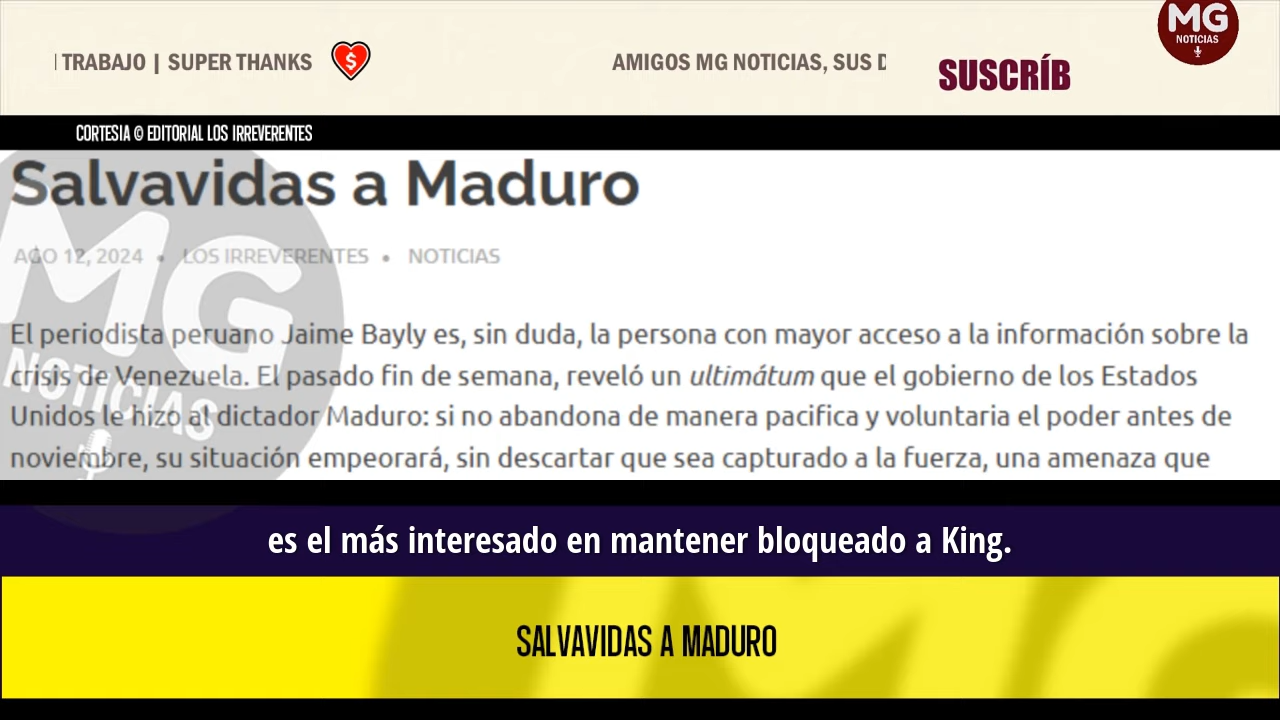 TRABAJO | SUPER THANKS
AMIGOS MG NOTICIAS, SUS D
SUSCRÍB
MG
NOTICIAS
CORTESIA © EDITORIAL LOS IRREVERENTES
Salvavidas a Maduro
AGO 12, 2024 • LOS IRREVERENTES • NOTICIAS
El periodista peruano Jaime Bayly es, sin duda, la persona con mayor acceso a la información sobre la
crisis de Venezuela. El pasado fin de semana, reveló un ultimátum que el gobierno de los Estados
Unidos le hizo al dictador Maduro: si no abandona de manera pacifica y voluntaria el poder antes de
noviembre, su situación empeorará, sin descartar que sea capturado a la fuerza, una amenaza que
MG
NOTICIAS
es el más interesado en mantener bloqueado a King.
SALVAVIDAS A MADURO